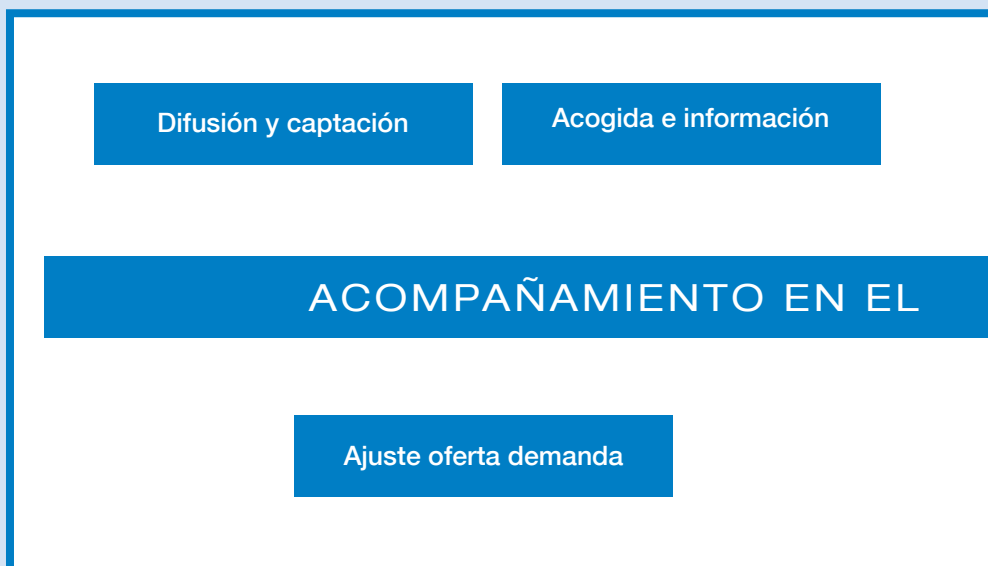 Difusión y captación
Acogida e información
ACOMPAÑAMIENTO EN EL
Ajuste oferta demanda